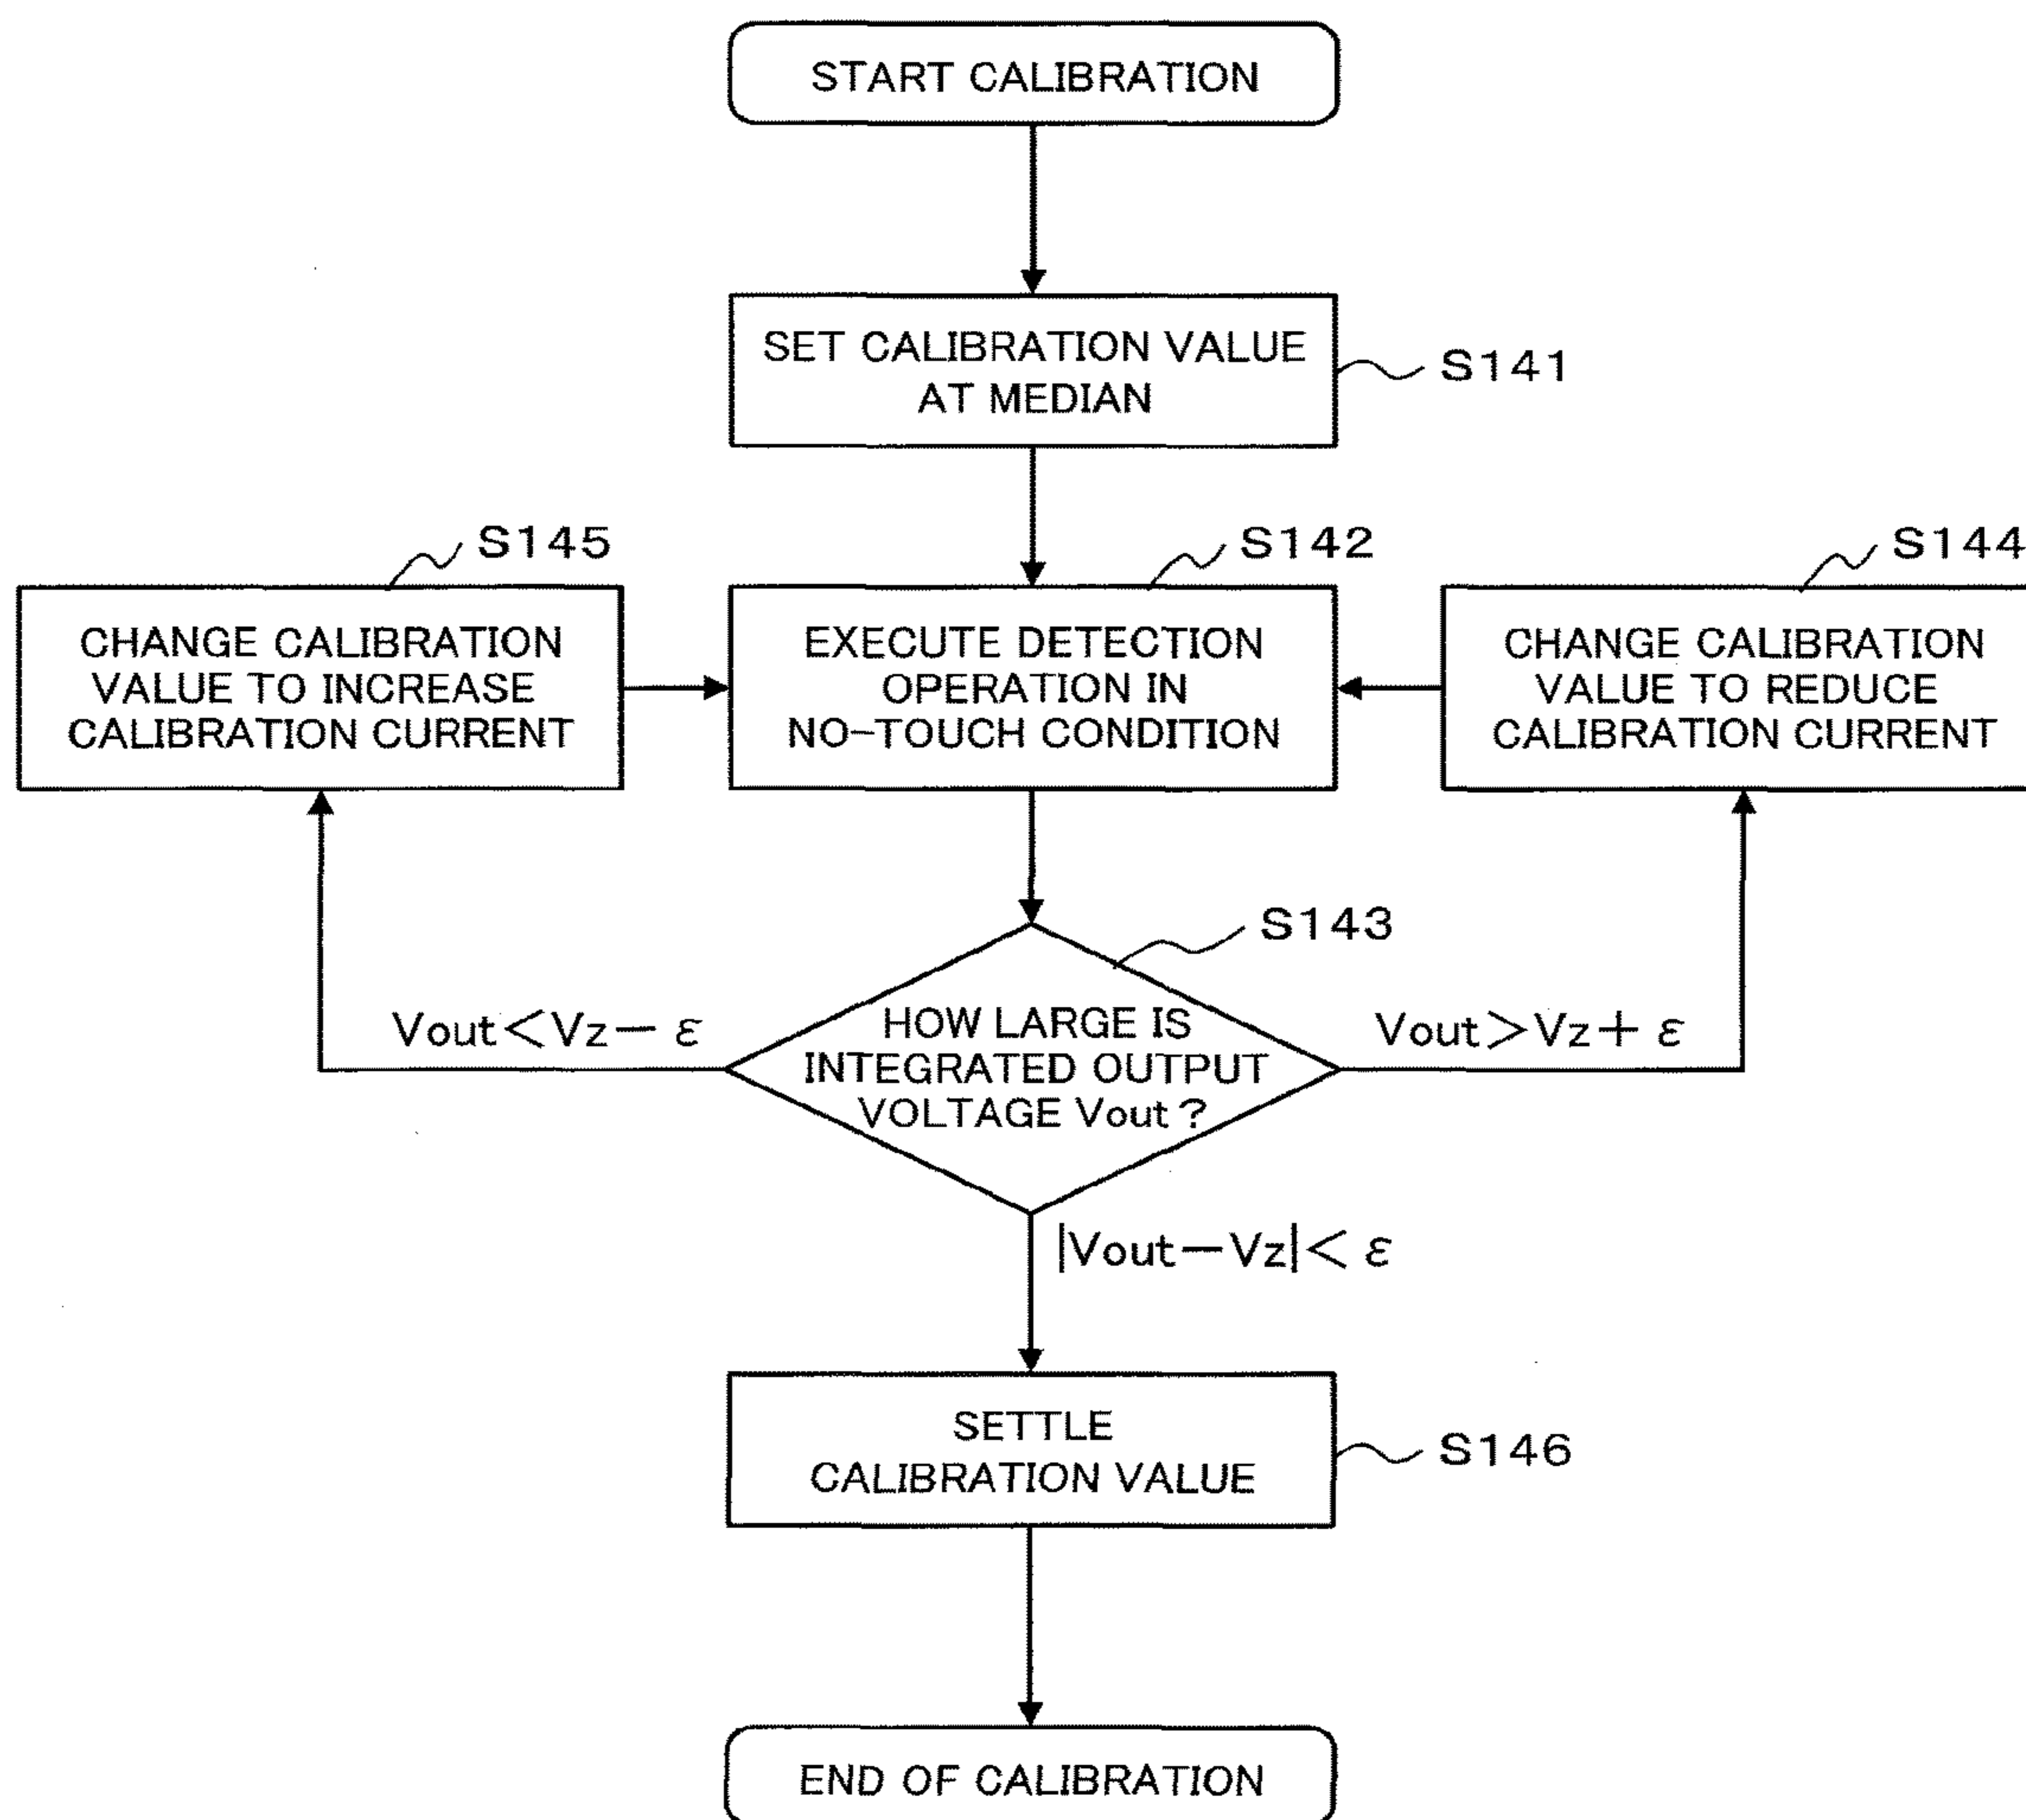 START CALIBRATION
SET CALIBRATION VALUE
AT MEDIAN
S141
S145
S142
S144
CHANGE CALIBRATION
VALUE TO INCREASE
CALIBRATION CURRENT
EXECUTE DETECTION
OPERATION IN
NO-TOUCH CONDITION
CHANGE CALIBRATION
VALUE TO REDUCE
CALIBRATION CURRENT
S143
Vout<Vz-ε
HOW LARGE IS
INTEGRATED OUTPUT
VOLTAGE Vout?
Vout>Vz+ε
|Vout-Vz|<ε
SETTLE
CALIBRATION VALUE
S146
END OF CALIBRATION